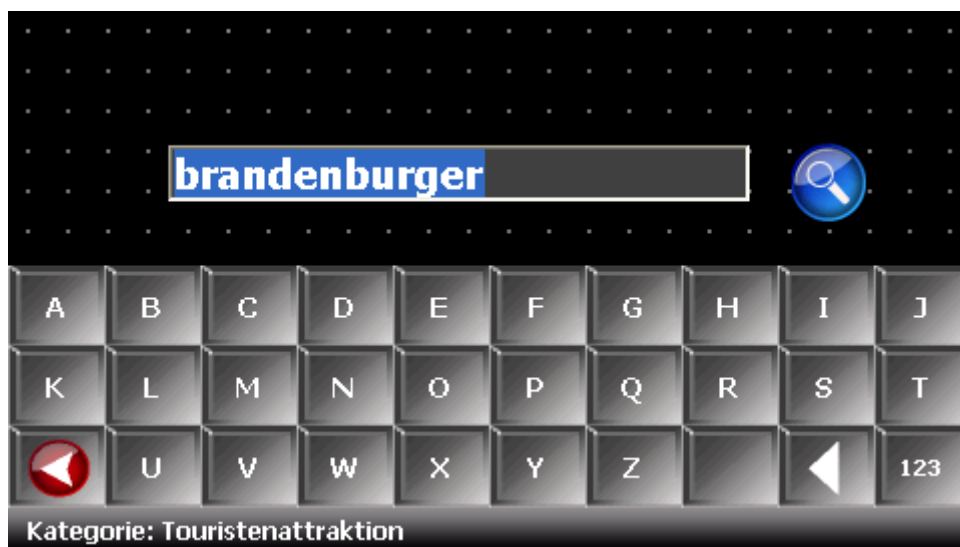 brandenburger
A B C D E F G H I J
K L M N O P Q R S T
U V W X Y Z 123
Kategorie: Touristenattraktion